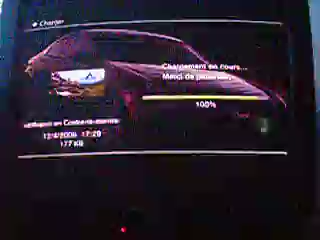 Charger
Chargement en cours...
Merci de patienter.
100%
12/4/2008 17:29
177 KB